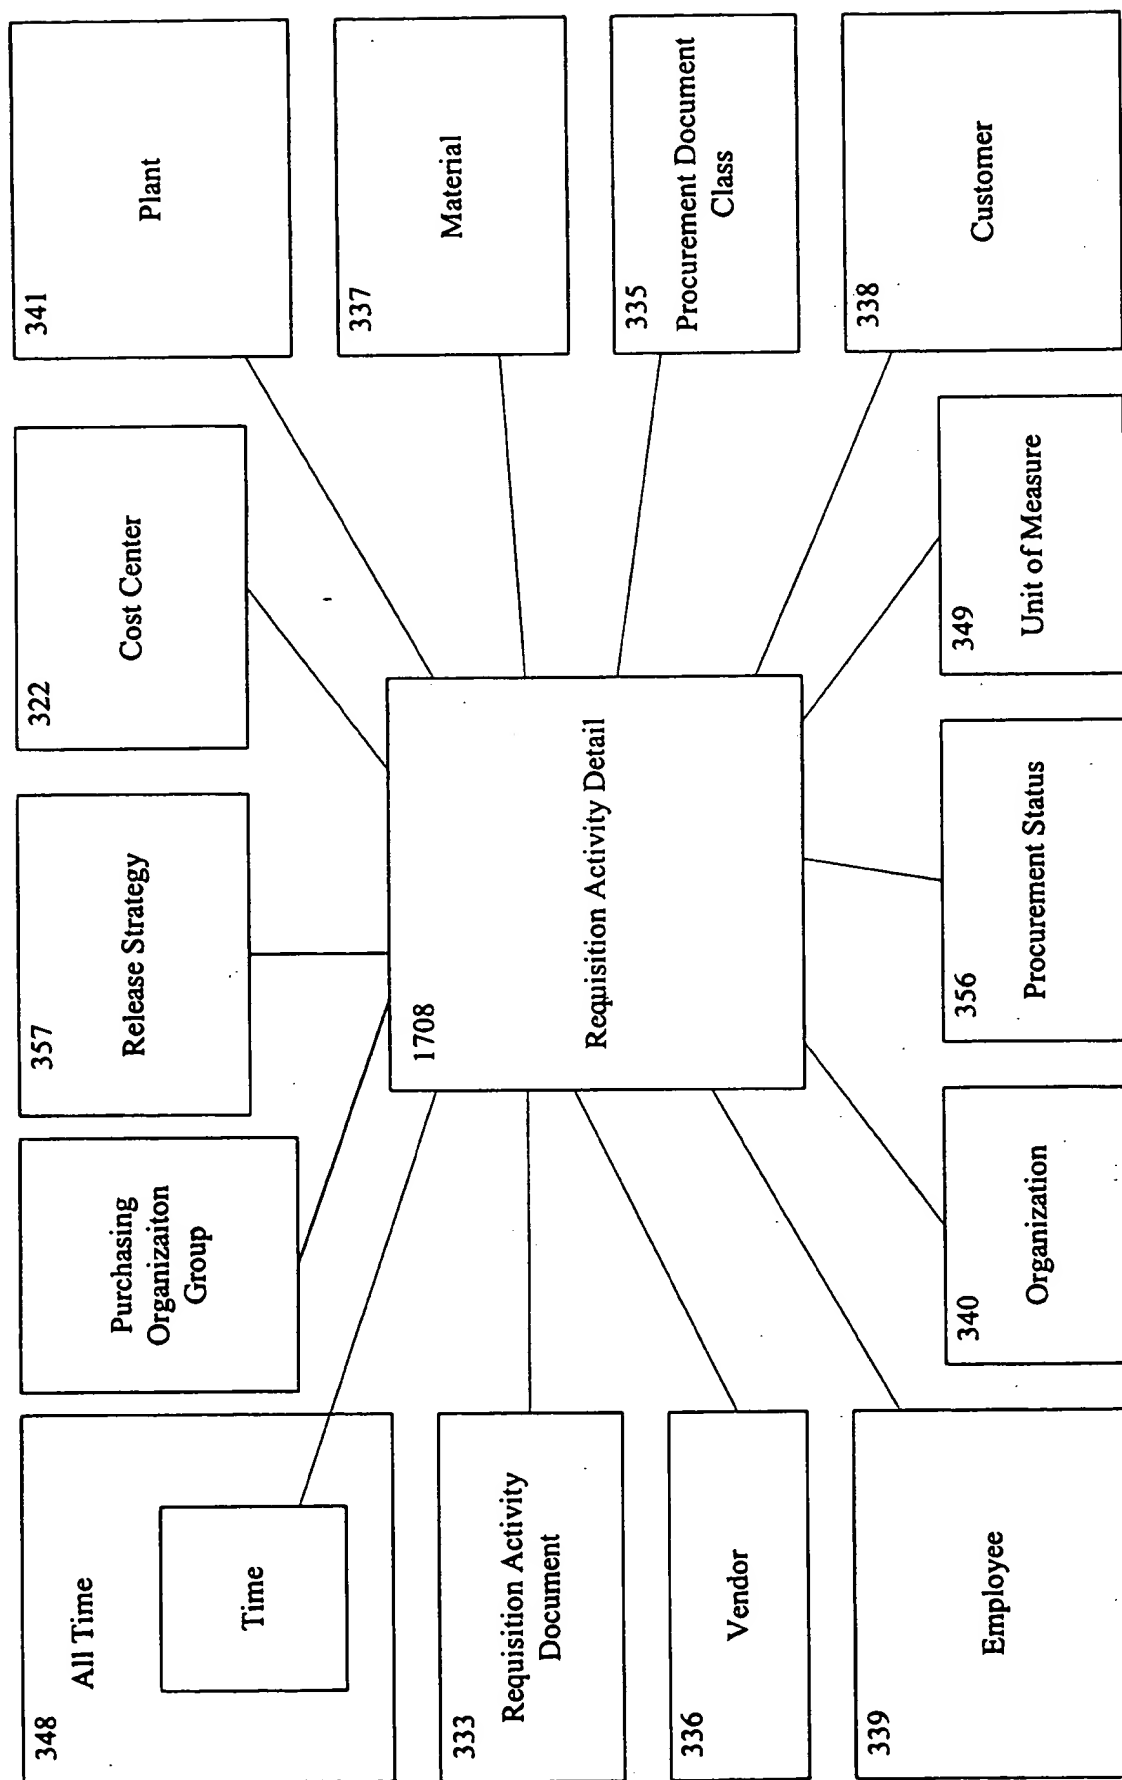 348
All Time
Time
Purchasing
Organizaiton
Group
357
Release Strategy
322
Cost Center
341
Plant
333
Requisition Activity
Document
1708
Requisition Activity Detail
337
Material
336
Vendor
335
Procurement Document
Class
339
Employee
340
Organization
356
Procurement Status
349
Unit of Measure
338
Customer